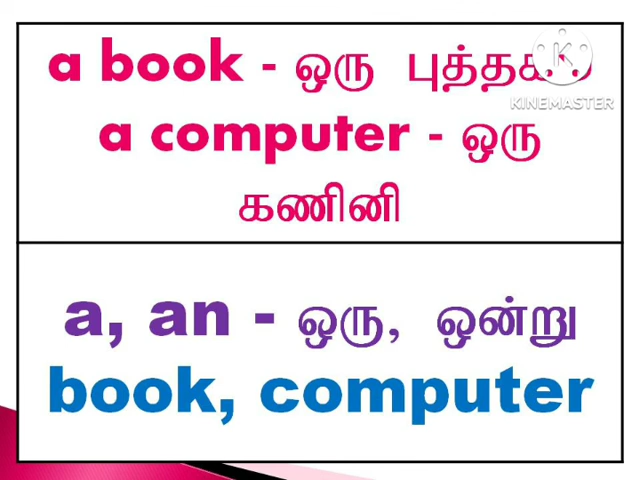 a book - ஒரு
KINEMASTER
a computer - ஒரு
கணினி
a, an - ஒரு, ஒன்று
book, computer